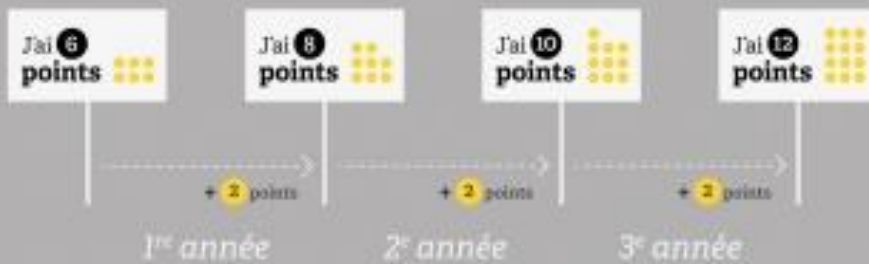 J'ai 6
points
J'ai 8
points
J'ai 10
points
J'ai 12
points
+ 2 points
+ 2 points
+ 2 points
1re année
2e année
3e année